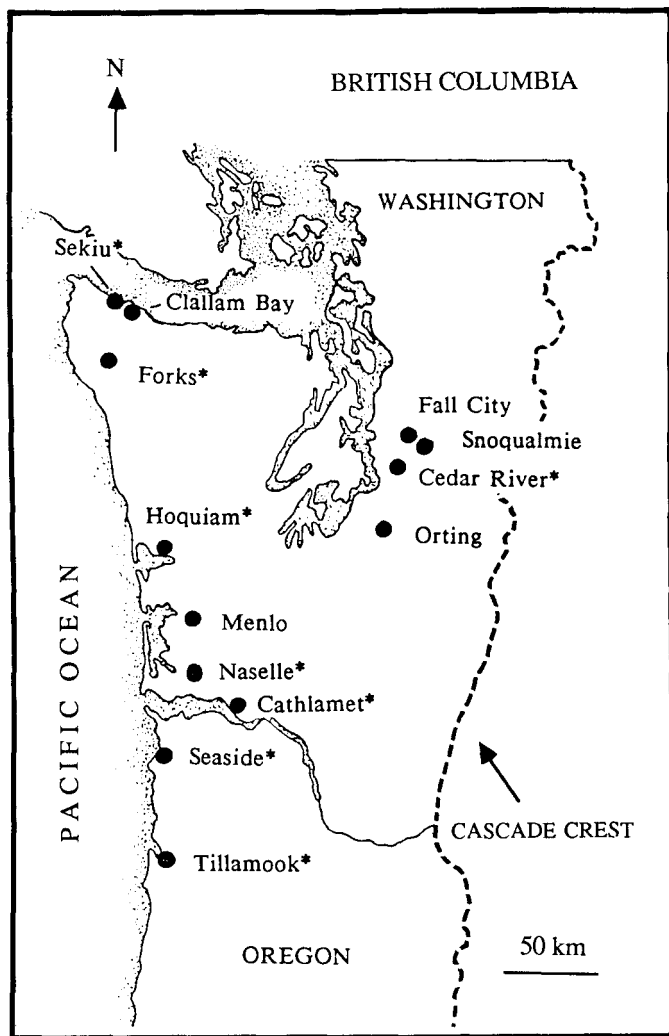 N
BRITISH COLUMBIA
WASHINGTON
Sekiu*
Clallam Bay
Forks*
Fall City
Snoqualmie
Cedar River*
Hoquiam*
Orting
PACIFIC OCEAN
Menlo
Naselle*
Cathlamet*
Seaside*
CASCADE CREST
Tillamook*
OREGON
50 km